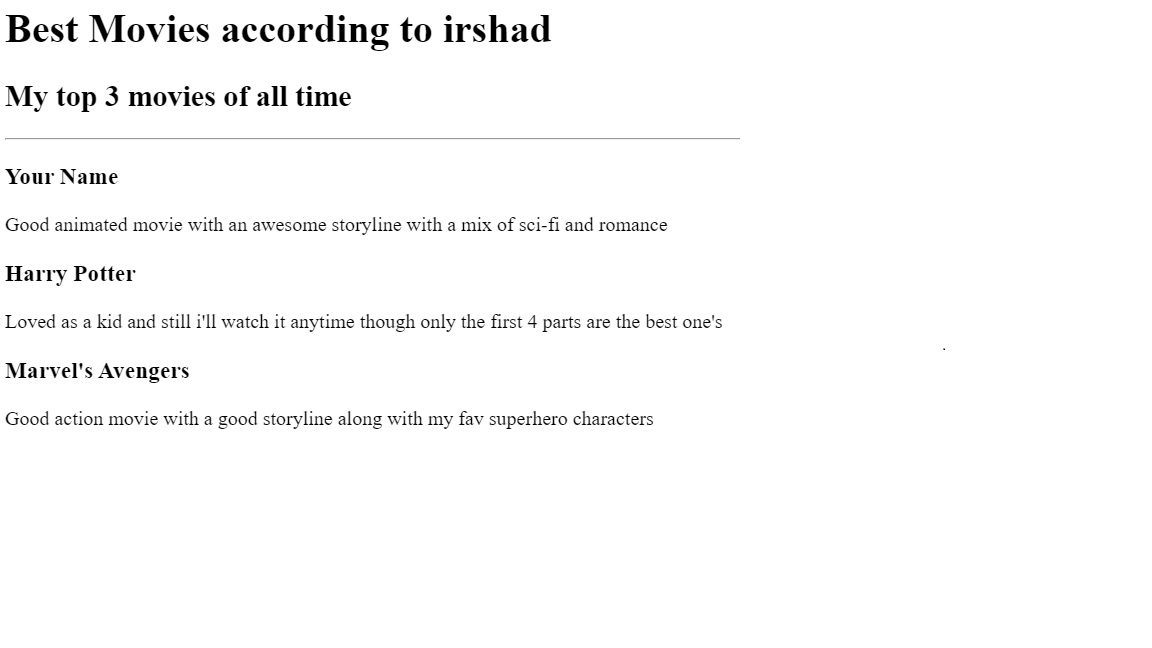 Best Movies according to irshad
My top 3 movies of all time
Your Name
Good animated movie with an awesome storyline with a mix of sci-fi and romance
Harry Potter
Loved as a kid and still i'll watch it anytime though only the first 4 parts are the best one's
Marvel's Avengers
Good action movie with a good storyline along with my fav superhero characters